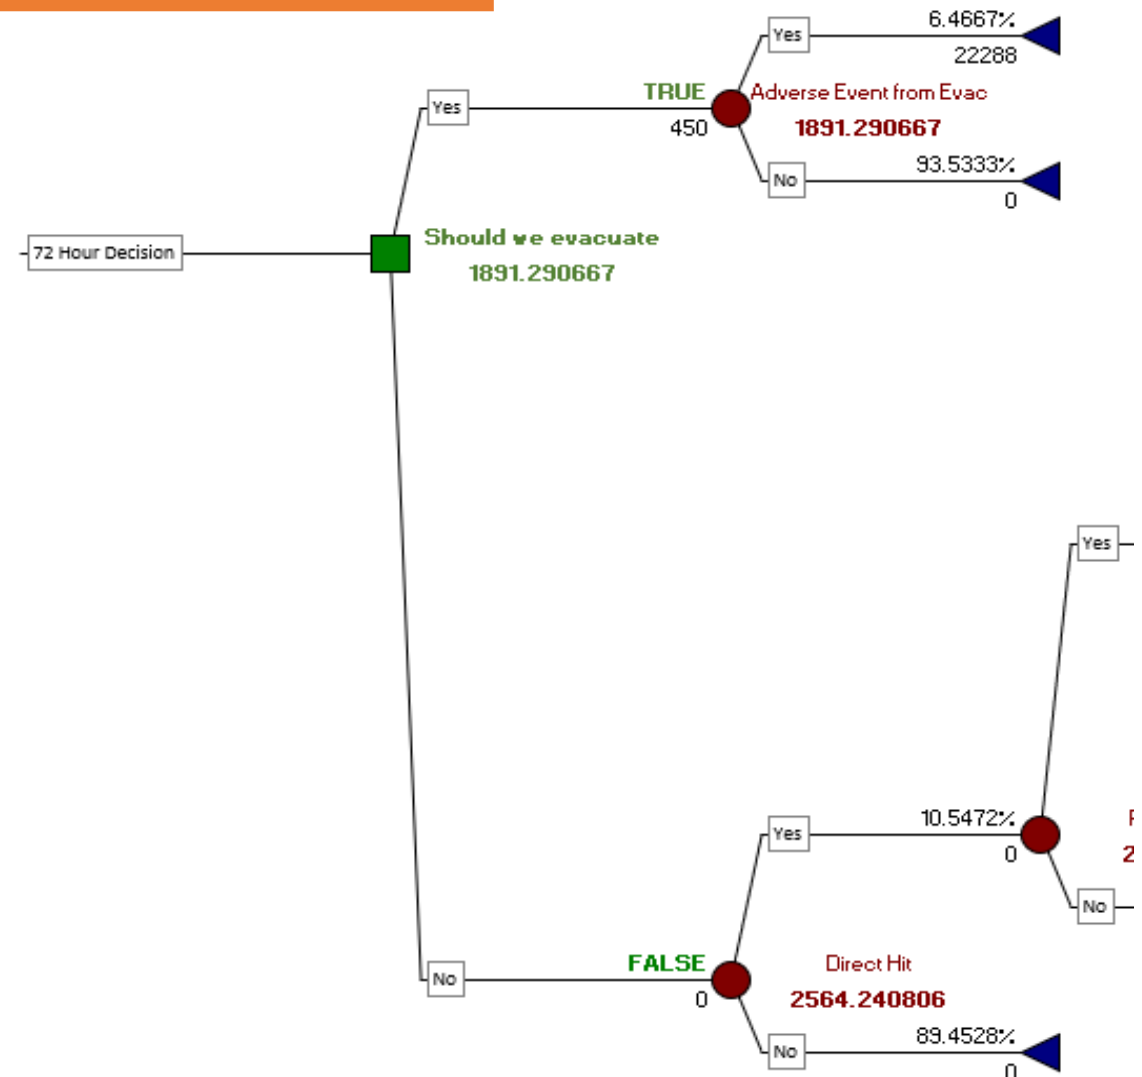 6.4667%
Yes
22288
TRUE
Adverse Event from Evac
Yes
450
1891.290667
93.5333%
No
0
Should we evacuate
72 Hour Decision
1891.290667
Yes
10.5472%
Yes
0
No
FALSE
Direct Hit
No
0
2564.240806
89.4528%
No
0